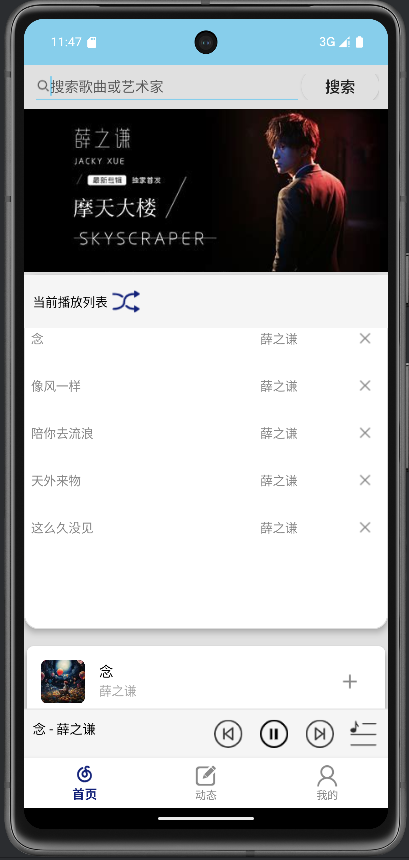 11:47
3G
搜索歌曲或艺术家
搜索
薛之谦
JACKY XUE
最新专辑 独家首发
摩天大楼
SKYSCRAPER
当前播放列表
念 薛之谦
像风一样 薛之谦
陪你去流浪 薛之谦
天外来物 薛之谦
这么久没见 薛之谦
念
薛之谦
念 - 薛之谦
首页
动态
我的